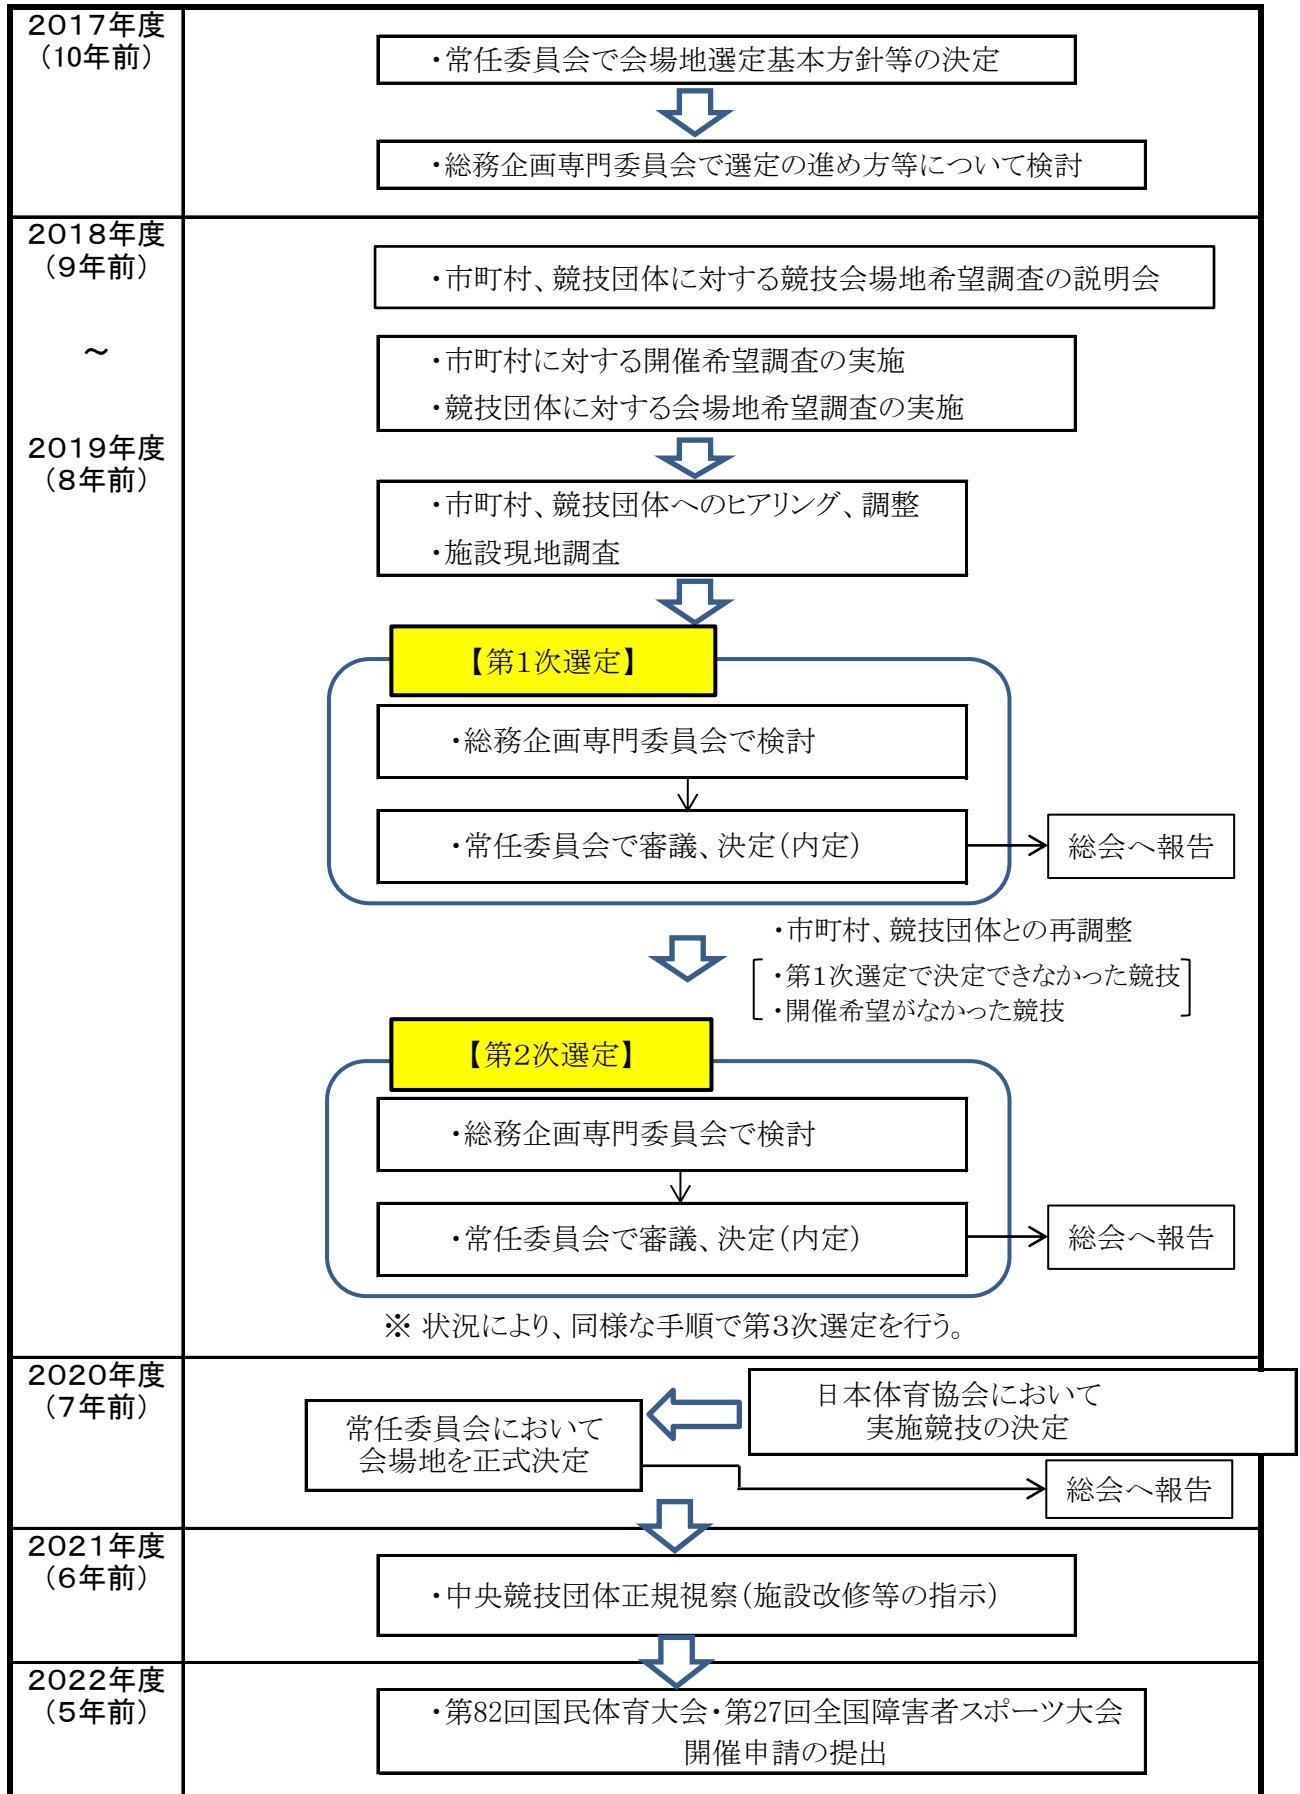 2017年度
(10年前)
・常任委員会で会場地選定基本方針等の決定
・総務企画専門委員会で選定の進め方等について検討
2018年度
(9年前)
・市町村、競技団体に対する競技会場地希望調査の説明会
～
・市町村に対する開催希望調査の実施
・競技団体に対する会場地希望調査の実施
2019年度
(8年前)
・市町村、競技団体へのヒアリング、調整
・施設現地調査
【第1次選定】
・総務企画専門委員会で検討
・常任委員会で審議、決定(内定)
総会へ報告
・市町村、競技団体との再調整
・第1次選定で決定できなかった競技
・開催希望がなかった競技
【第2次選定】
・総務企画専門委員会で検討
・常任委員会で審議、決定(内定)
総会へ報告
※ 状況により、同様な手順で第3次選定を行う。
2020年度
(7年前)
日本体育協会において
実施競技の決定
常任委員会において
会場地を正式決定
総会へ報告
2021年度
(6年前)
・中央競技団体正規視察(施設改修等の指示)
2022年度
(5年前)
・第82回国民体育大会・第27回全国障害者スポーツ大会
開催申請の提出